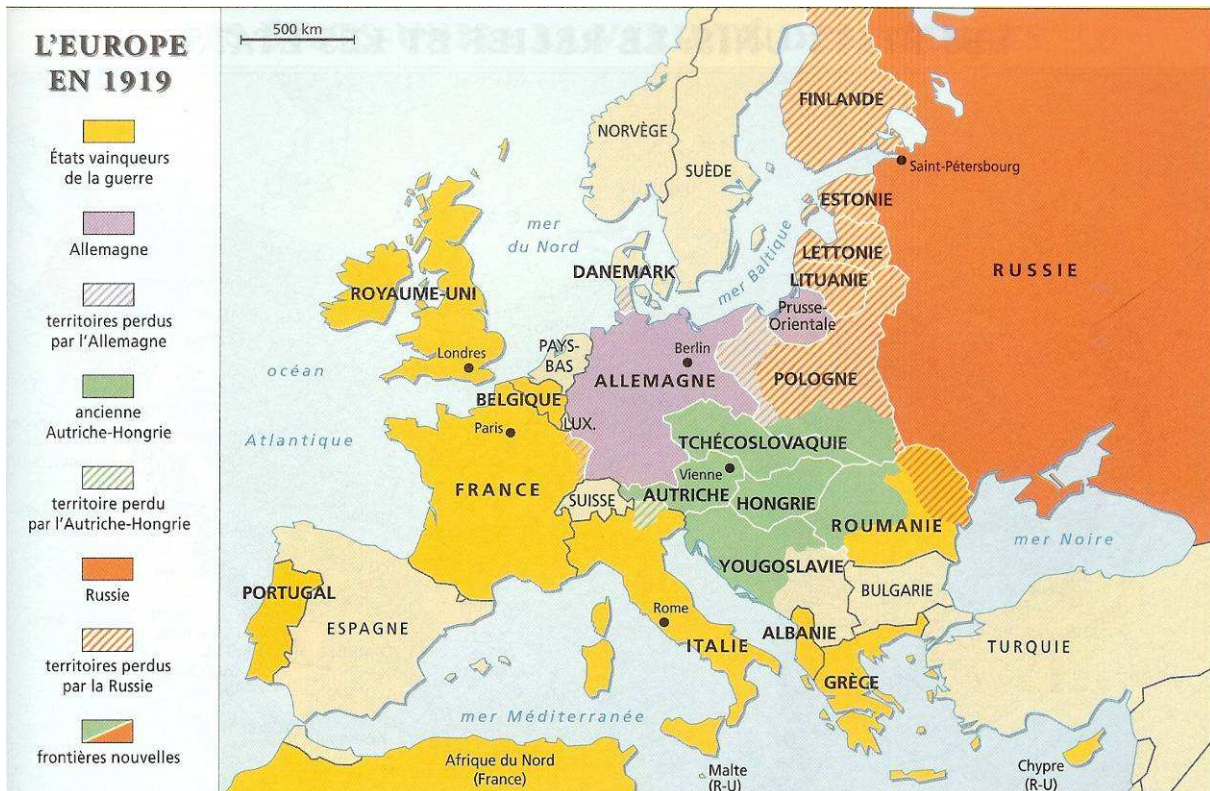 L'EUROPE
EN 1919
États vainqueurs
de la guerre
Allemagne
territoires perdus
par l'Allemagne
ancienne
Autriche-Hongrie
territoire perdu
par l'Autriche-Hongrie
Russie
territoires perdus
par la Russie
frontières nouvelles
500 km
FINLANDE
NORVÈGE
SUÈDE
Saint-Pétersbourg
ESTONIE
mer
du Nord
mer Baltique
LETTONIE
DANEMARK
LITUANIE
RUSSIE
ROYAUME-UNI
Prusse-
Orientale
Londres
PAYS-
BAS
Berlin
océan
Atlantique
ALLEMAGNE
POLOGNE
BELGIQUE
LUX.
Paris
TCHÉCOSLOVAQUIE
Vienne
FRANCE
SUISSE
AUTRICHE
HONGRIE
ROUMANIE
mer Noire
YOUGOSLAVIE
BULGARIE
PORTUGAL
ESPAGNE
Rome
ITALIE
ALBANIE
TURQUIE
GRÈCE
mer Méditerranée
Afrique du Nord
(France)
Malte
(R-U)
Chypre
(R-U)